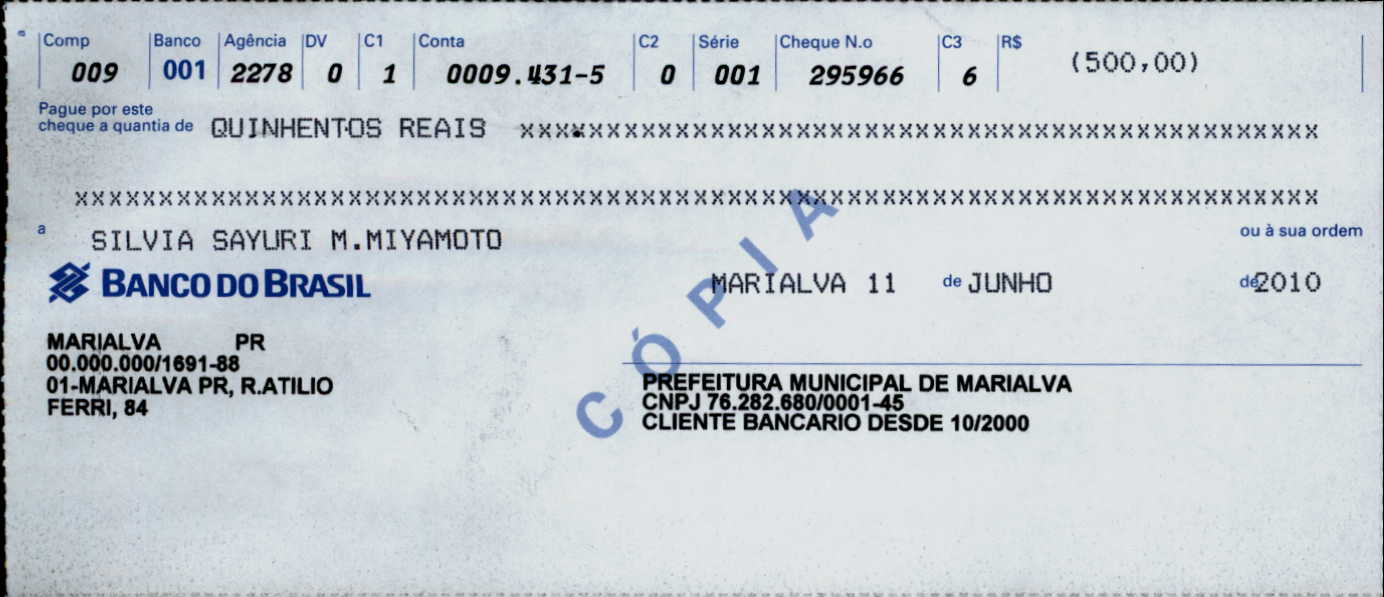 Comp Banco Agência DV C1 Conta C2 Série Cheque N.o C3 R$
009 001 2278 0 1 0009.431-5 0 001 295966 6 (500,00)
Pague por este
cheque a quantia de QUINHENTOS REAIS xxxxxxxxxxxxxxxxxxxxxxxxxxxxxxxxxxxxxxxxxxxxxxx
xxxxxxxxxxxxxxxxxxxxxxxxxxxxxxxxxxxxxxxxxxxxxxxxxxxxxxxxxxxxxxxxxxxxxxxxxxx
a SILVIA SAYURI M.MIYAMOTO ou à sua ordem
BANCO DO BRASIL
MARIALVA 11 de JUNHO de 2010
CÓPIA
MARIALVA PR
00.000.000/1691-88
01-MARIALVA PR, R.ATILIO
FERRI, 84
PREFEITURA MUNICIPAL DE MARIALVA
CNPJ 76.282.680/0001-45
CLIENTE BANCARIO DESDE 10/2000